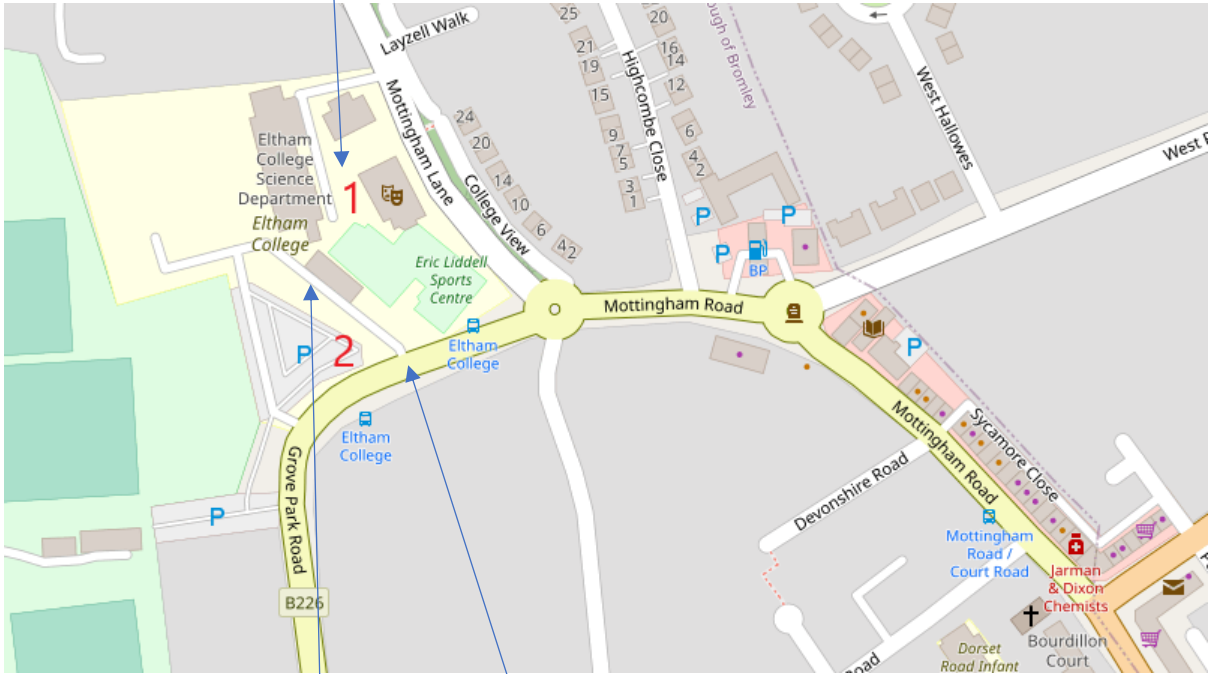 25
20
Layzell Walk
21
19
16
14
12
15
Highcombe Close
ough of Bromley
West Hallowes
24
20
14
10
6
4
2
9
7
5
3
1
6
4
2
Mottingham Lane
College View
Eltham
College
Science
Department
1
Eltham
College
Eric Liddell
Sports
Centre
P
P
P
BP
Mottingham Road
P
2
P
Eltham
College
Eltham
College
Grove Park Road
P
B226
Mottingham Road
Sycamore Close
Devonshire Road
Mottingham
Road /
Court Road
Jarman
& Dixon
Chemists
Bourdillon
Court
Dorset
Road Infant
Road